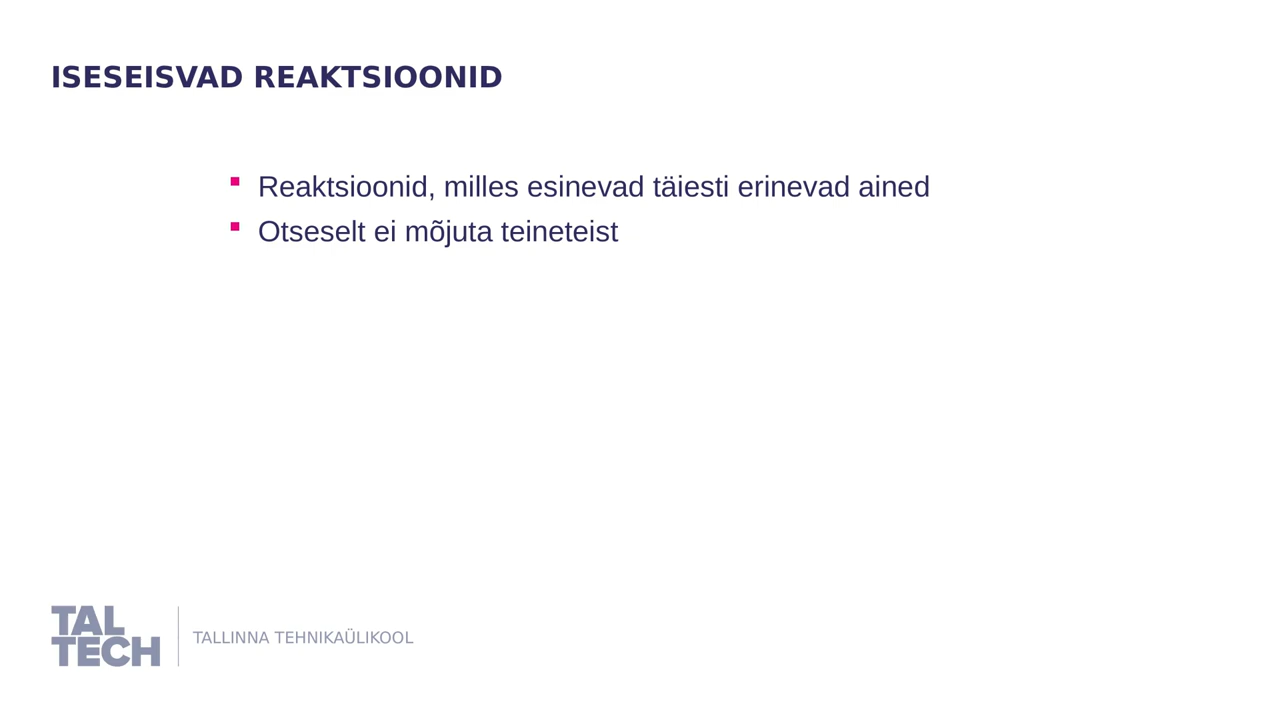 ISESEISVAD REAKTSIOONID
Reaktsioonid, milles esinevad täiesti erinevad ained
Otseselt ei mõjuta teineteist
TAL
TECH
TALLINNA TEHNIKAÜLIKOOL